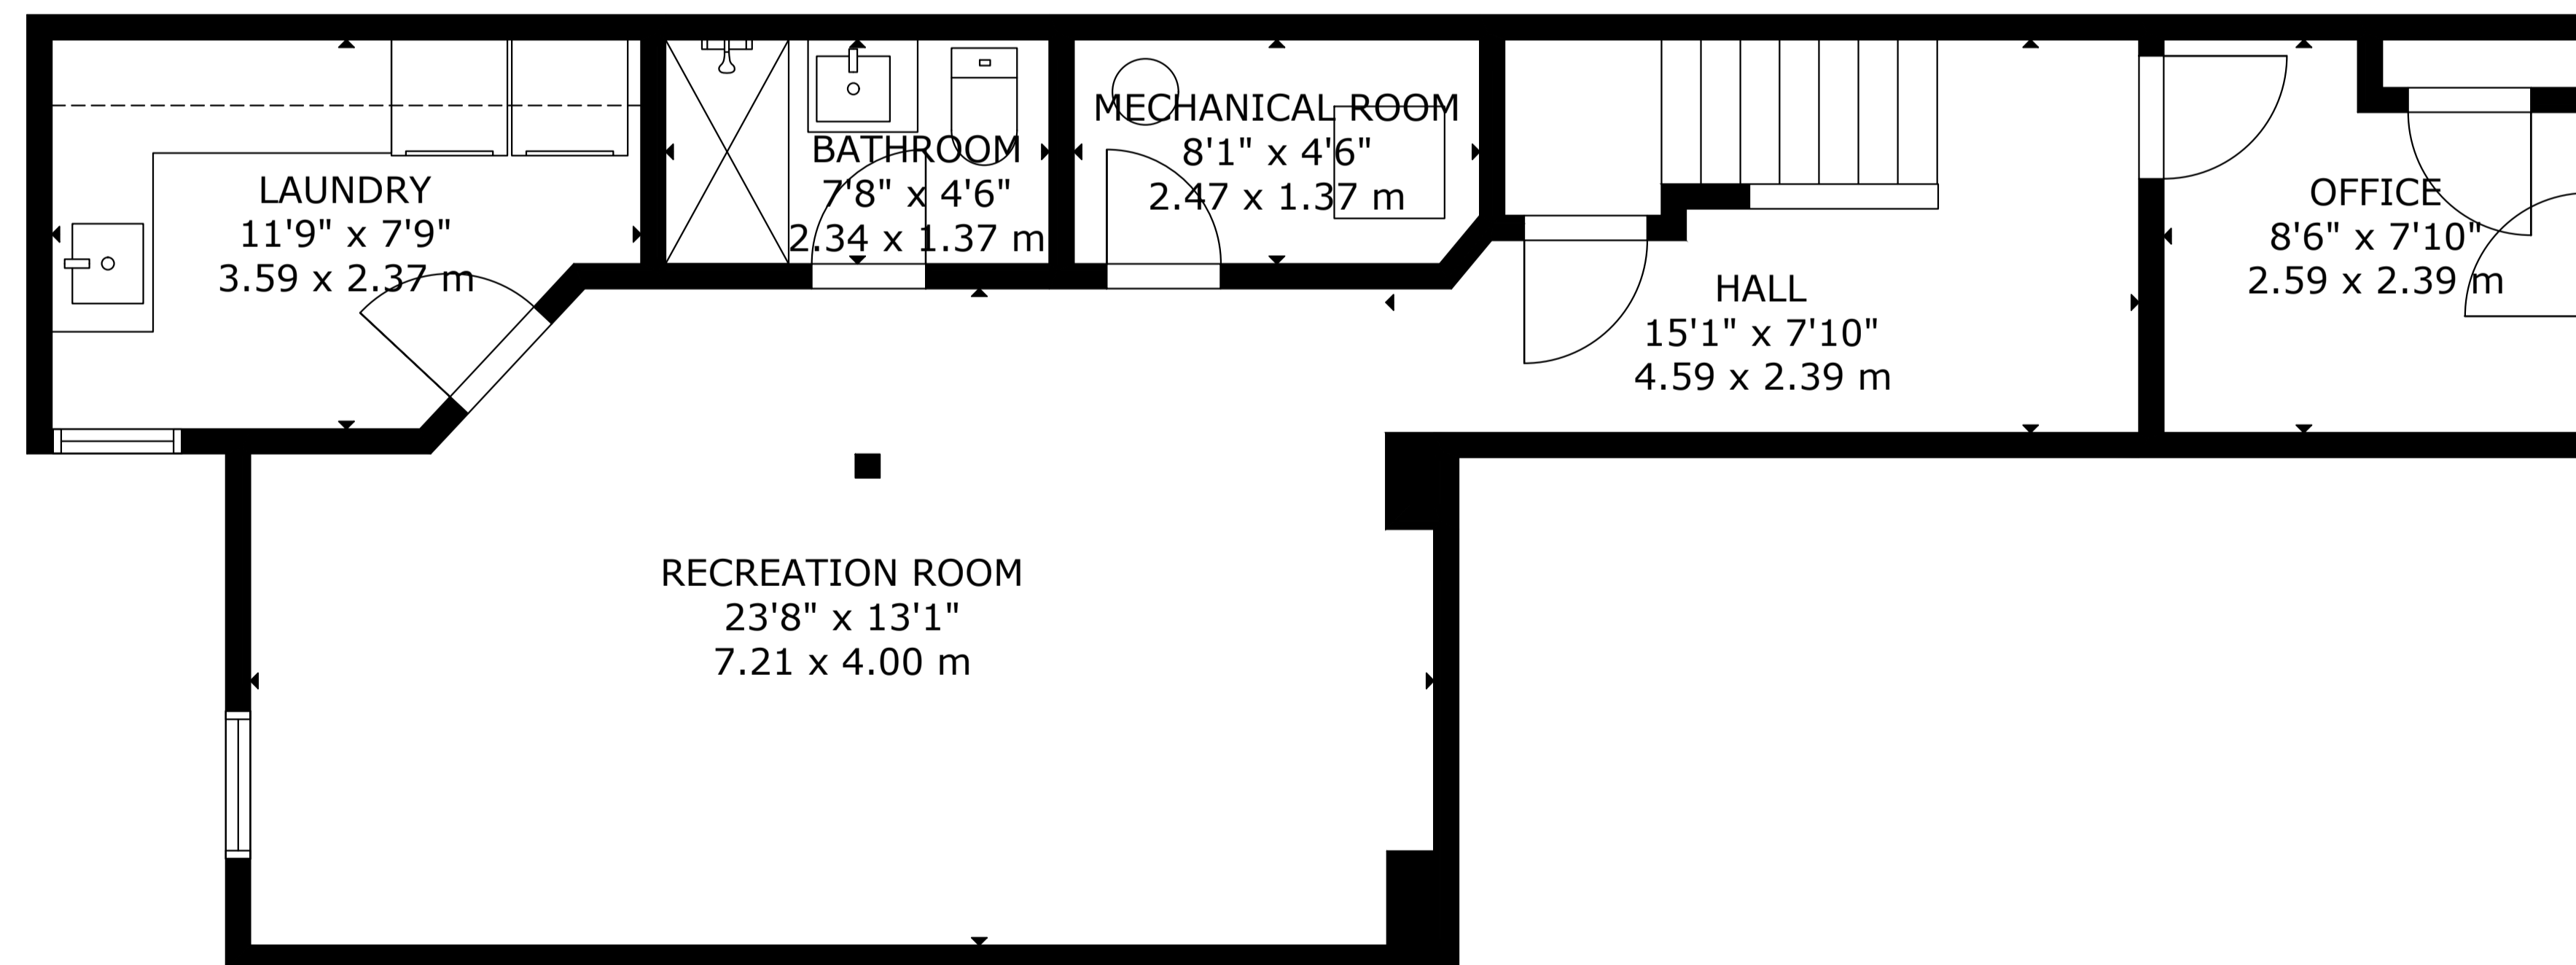 LAUNDRY
11'9" x 7'9"
3.59 x 2.37 m
BATHROOM
7'8" x 4'6"
2.34 x 1.37 m
MECHANICAL ROOM
8'1" x 4'6"
2.47 x 1.37 m
HALL
15'1" x 7'10"
4.59 x 2.39 m
OFFICE
8'6" x 7'10"
2.59 x 2.39 m
RECREATION ROOM
23'8" x 13'1"
7.21 x 4.00 m